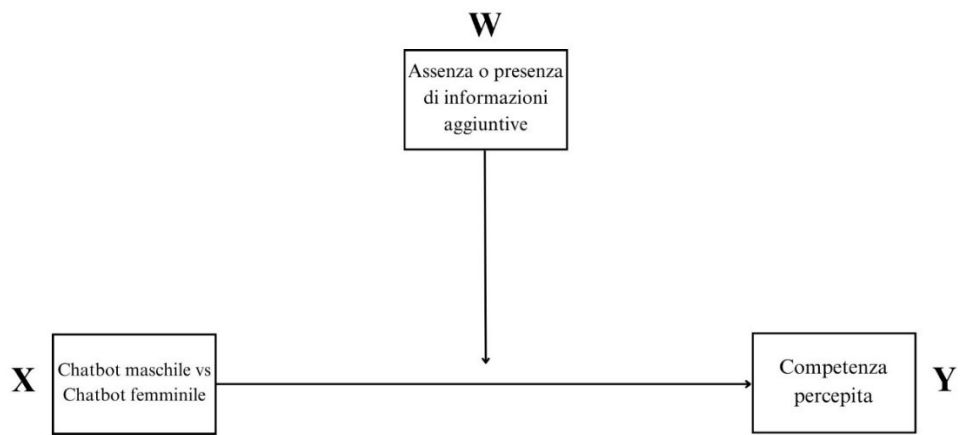 W
Assenza o presenza
di informazioni
aggiuntive
X
Chatbot maschile vs
Chatbot femminile
Competenza
percepita
Y